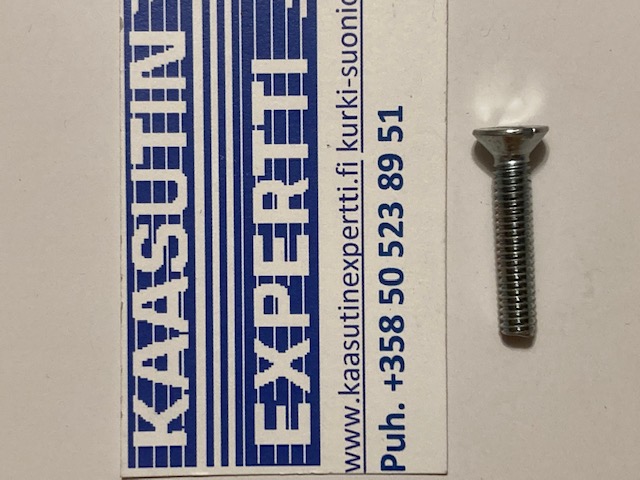 KAASUTIN
EXPERTTI
www.kaasutinexpertti.fi kurki-suonio
Puh. +358 50 523 89 51